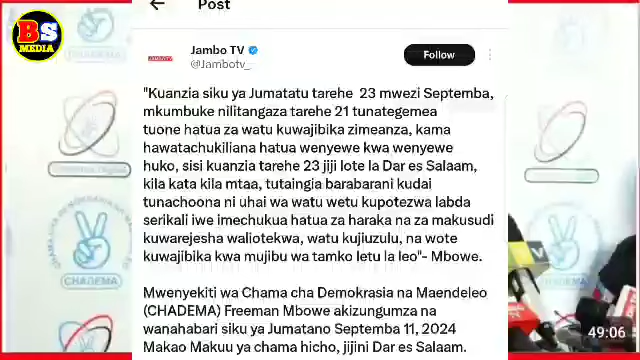 Post
BS
MEDIA
Jambo TV
@Jambotv_
Follow
JAMBOTV
"Kuanzia siku ya Jumatatu tarehe 23 mwezi Septemba,
mkumbuke nilitangaza tarehe 21 tunategemea
tuone hatua za watu kuwajibika zimeanza, kama
hawatachukiliana hatua wenyewe kwa wenyewe
huko, sisi kuanzia tarehe 23 jiji lote la Dar es Salaam,
kila kata kila mtaa, tutaingia barabarani kudai
tunachoona ni uhai wa watu wetu kupotezwa labda
serikali iwe imechukua hatua za haraka na za makusudi
kuwarejesha waliotekwa, watu kujiuzulu, na wote
kuwajibika kwa mujibu wa tamko letu la leo"- Mbowe.
Mwenyekiti wa Chama cha Demokrasia na Maendeleo
(CHADEMA) Freeman Mbowe akizungumza na
wanahabari siku ya Jumatano Septemba 11, 2024
Makao Makuu ya chama hicho, jijini Dar es Salaam.
CHADEMA
CHADEMA
CHADEMA
49:06